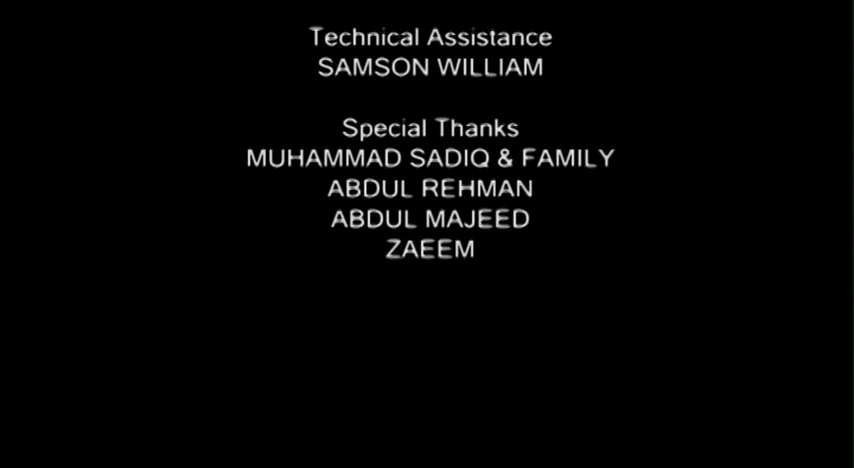 Technical Assistance
SAMSON WILLIAM
Special Thanks
MUHAMMAD SADIQ & FAMILY
ABDUL REHMAN
ABDUL MAJEED
ZAEEM